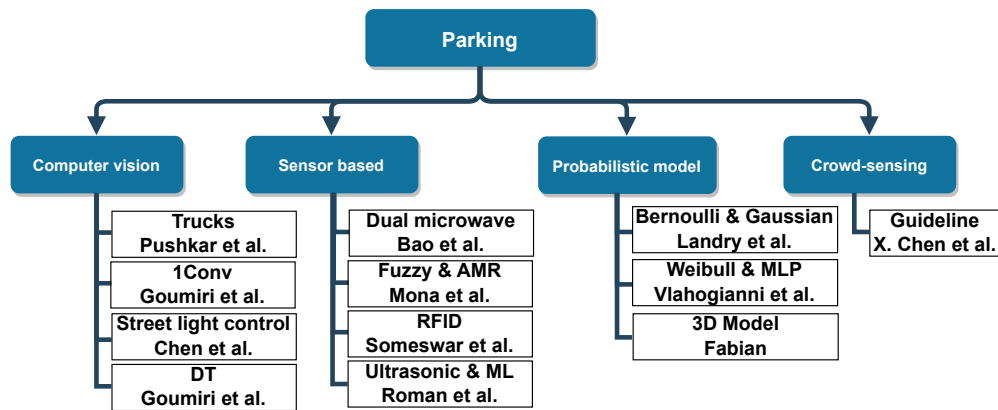 Parking
Computer vision
Sensor based
Probabilistic model
Crowd-sensing
Trucks
Pushkar et al.
1Conv
Goumiri et al.
Street light control
Chen et al.
DT
Goumiri et al.
Dual microwave
Bao et al.
Fuzzy & AMR
Mona et al.
RFID
Someswar et al.
Ultrasonic & ML
Roman et al.
Bernoulli & Gaussian
Landry et al.
Weibull & MLP
Vlahogianni et al.
3D Model
Fabian
Guideline
X. Chen et al.